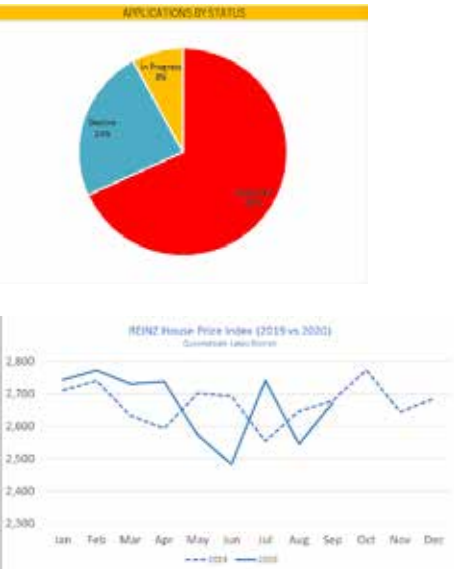 APPLICATIONS BY STATUS
In Progress
8%
Decline
24%
REINZ House Price Index (2019 vs 2020)
Queenstown Lakes District
2,800
2,700
2,600
2,500
2,400
2,300
Jan Feb Mar Apr May Jun Jul Aug Sep Oct Nov Dec
2019 2020